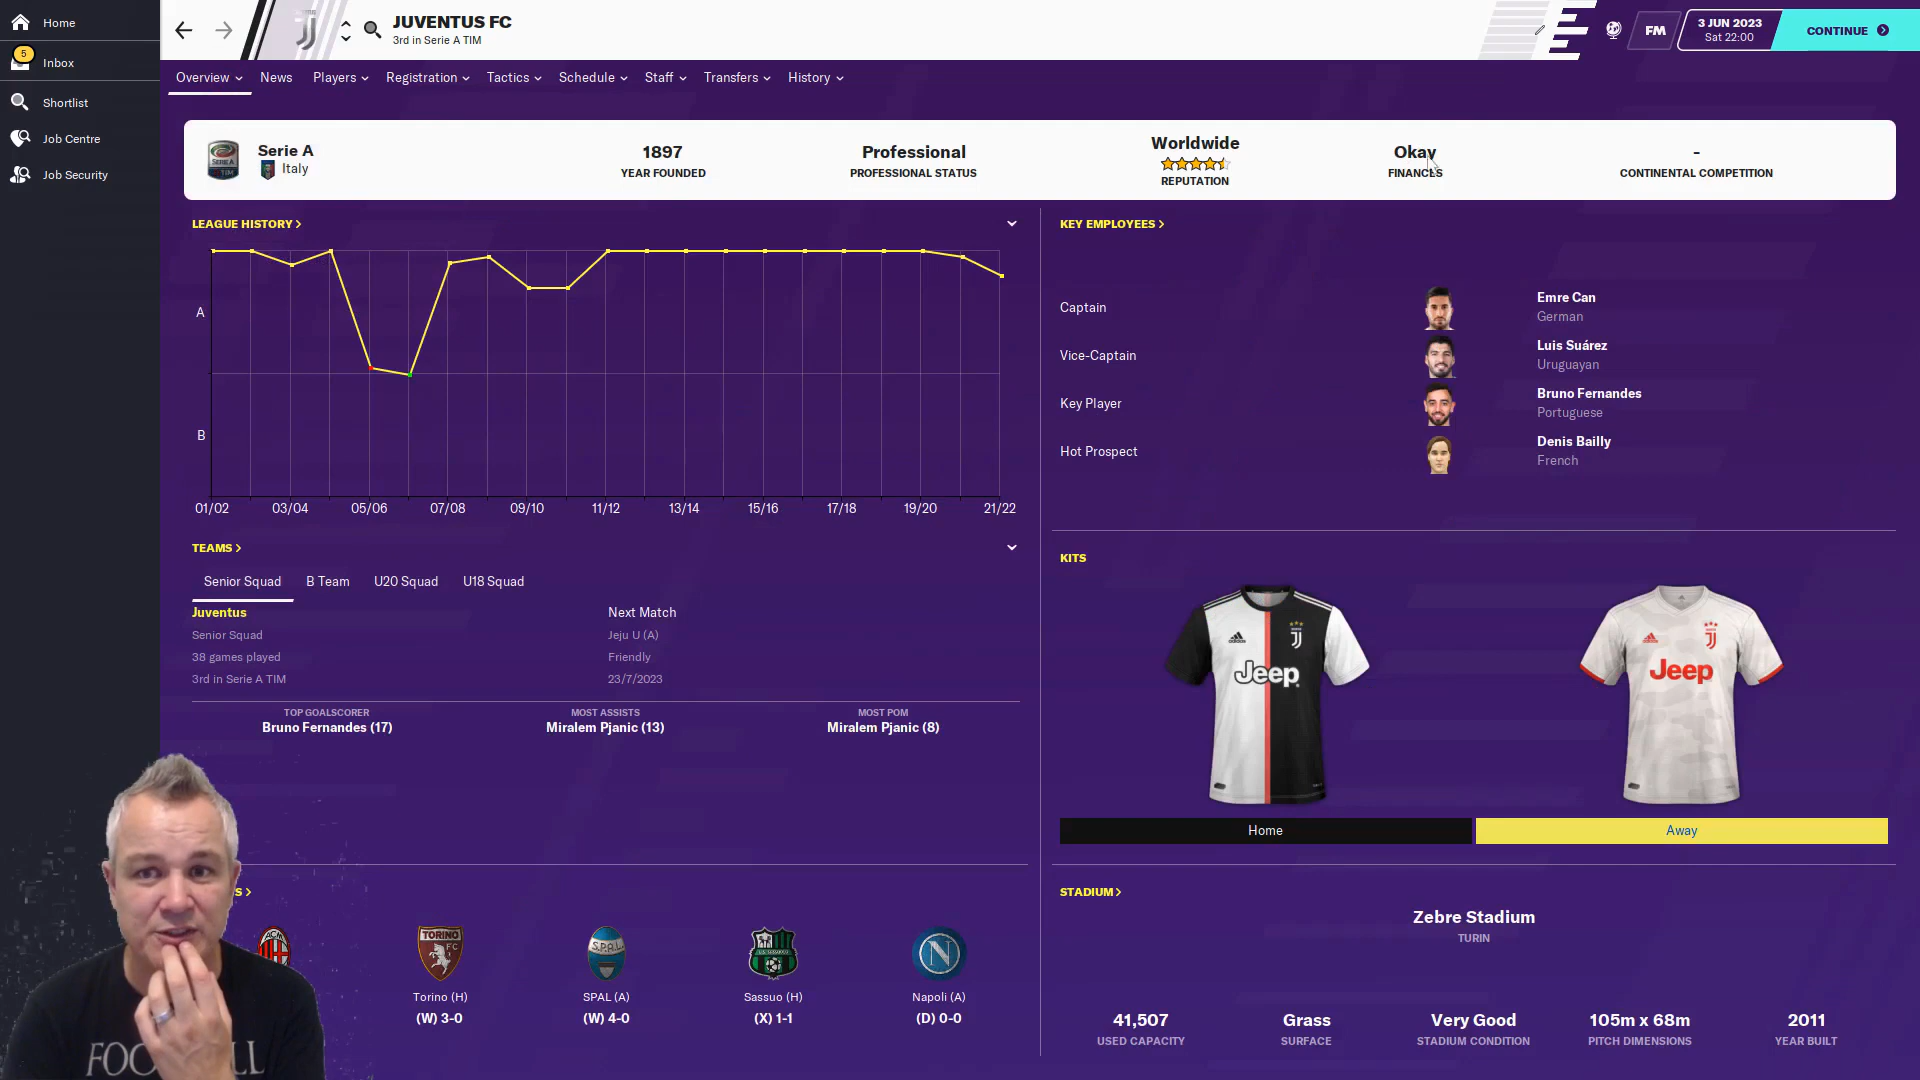 Home
5
Inbox
Shortlist
Job Centre
Job Security
JUVENTUS FC
3rd in Serie A TIM
FM
3 JUN 2023
Sat 22:00
CONTINUE
Overview
News
Players
Registration
Tactics
Schedule
Staff
Transfers
History
Serie A
Italy
1897
YEAR FOUNDED
Professional
PROFESSIONAL STATUS
Worldwide
REPUTATION
Okay
FINANCES
-
CONTINENTAL COMPETITION
LEAGUE HISTORY
A
B
01/02 03/04 05/06 07/08 09/10 11/12 13/14 15/16 17/18 19/20 21/22
TEAMS
Senior Squad
B Team
U20 Squad
U18 Squad
Juventus
Senior Squad
38 games played
3rd in Serie A TIM
Next Match
Jeju U (A)
Friendly
23/7/2023
TOP GOALSCORER
Bruno Fernandes (17)
MOST ASSISTS
Miralem Pjanic (13)
MOST POM
Miralem Pjanic (8)
S
ACM
TORINO
FC
Torino (H)
(W) 3-0
S.P.A.L.
SPAL (A)
(W) 4-0
Sassuo (H)
(X) 1-1
N
Napoli (A)
(D) 0-0
KEY EMPLOYEES
Captain
Emre Can
German
Vice-Captain
Luis Suárez
Uruguayan
Key Player
Bruno Fernandes
Portuguese
Hot Prospect
Denis Bailly
French
KITS
Jeep
Jeep
Home
Away
STADIUM
Zebre Stadium
TURIN
41,507
USED CAPACITY
Grass
SURFACE
Very Good
STADIUM CONDITION
105m x 68m
PITCH DIMENSIONS
2011
YEAR BUILT